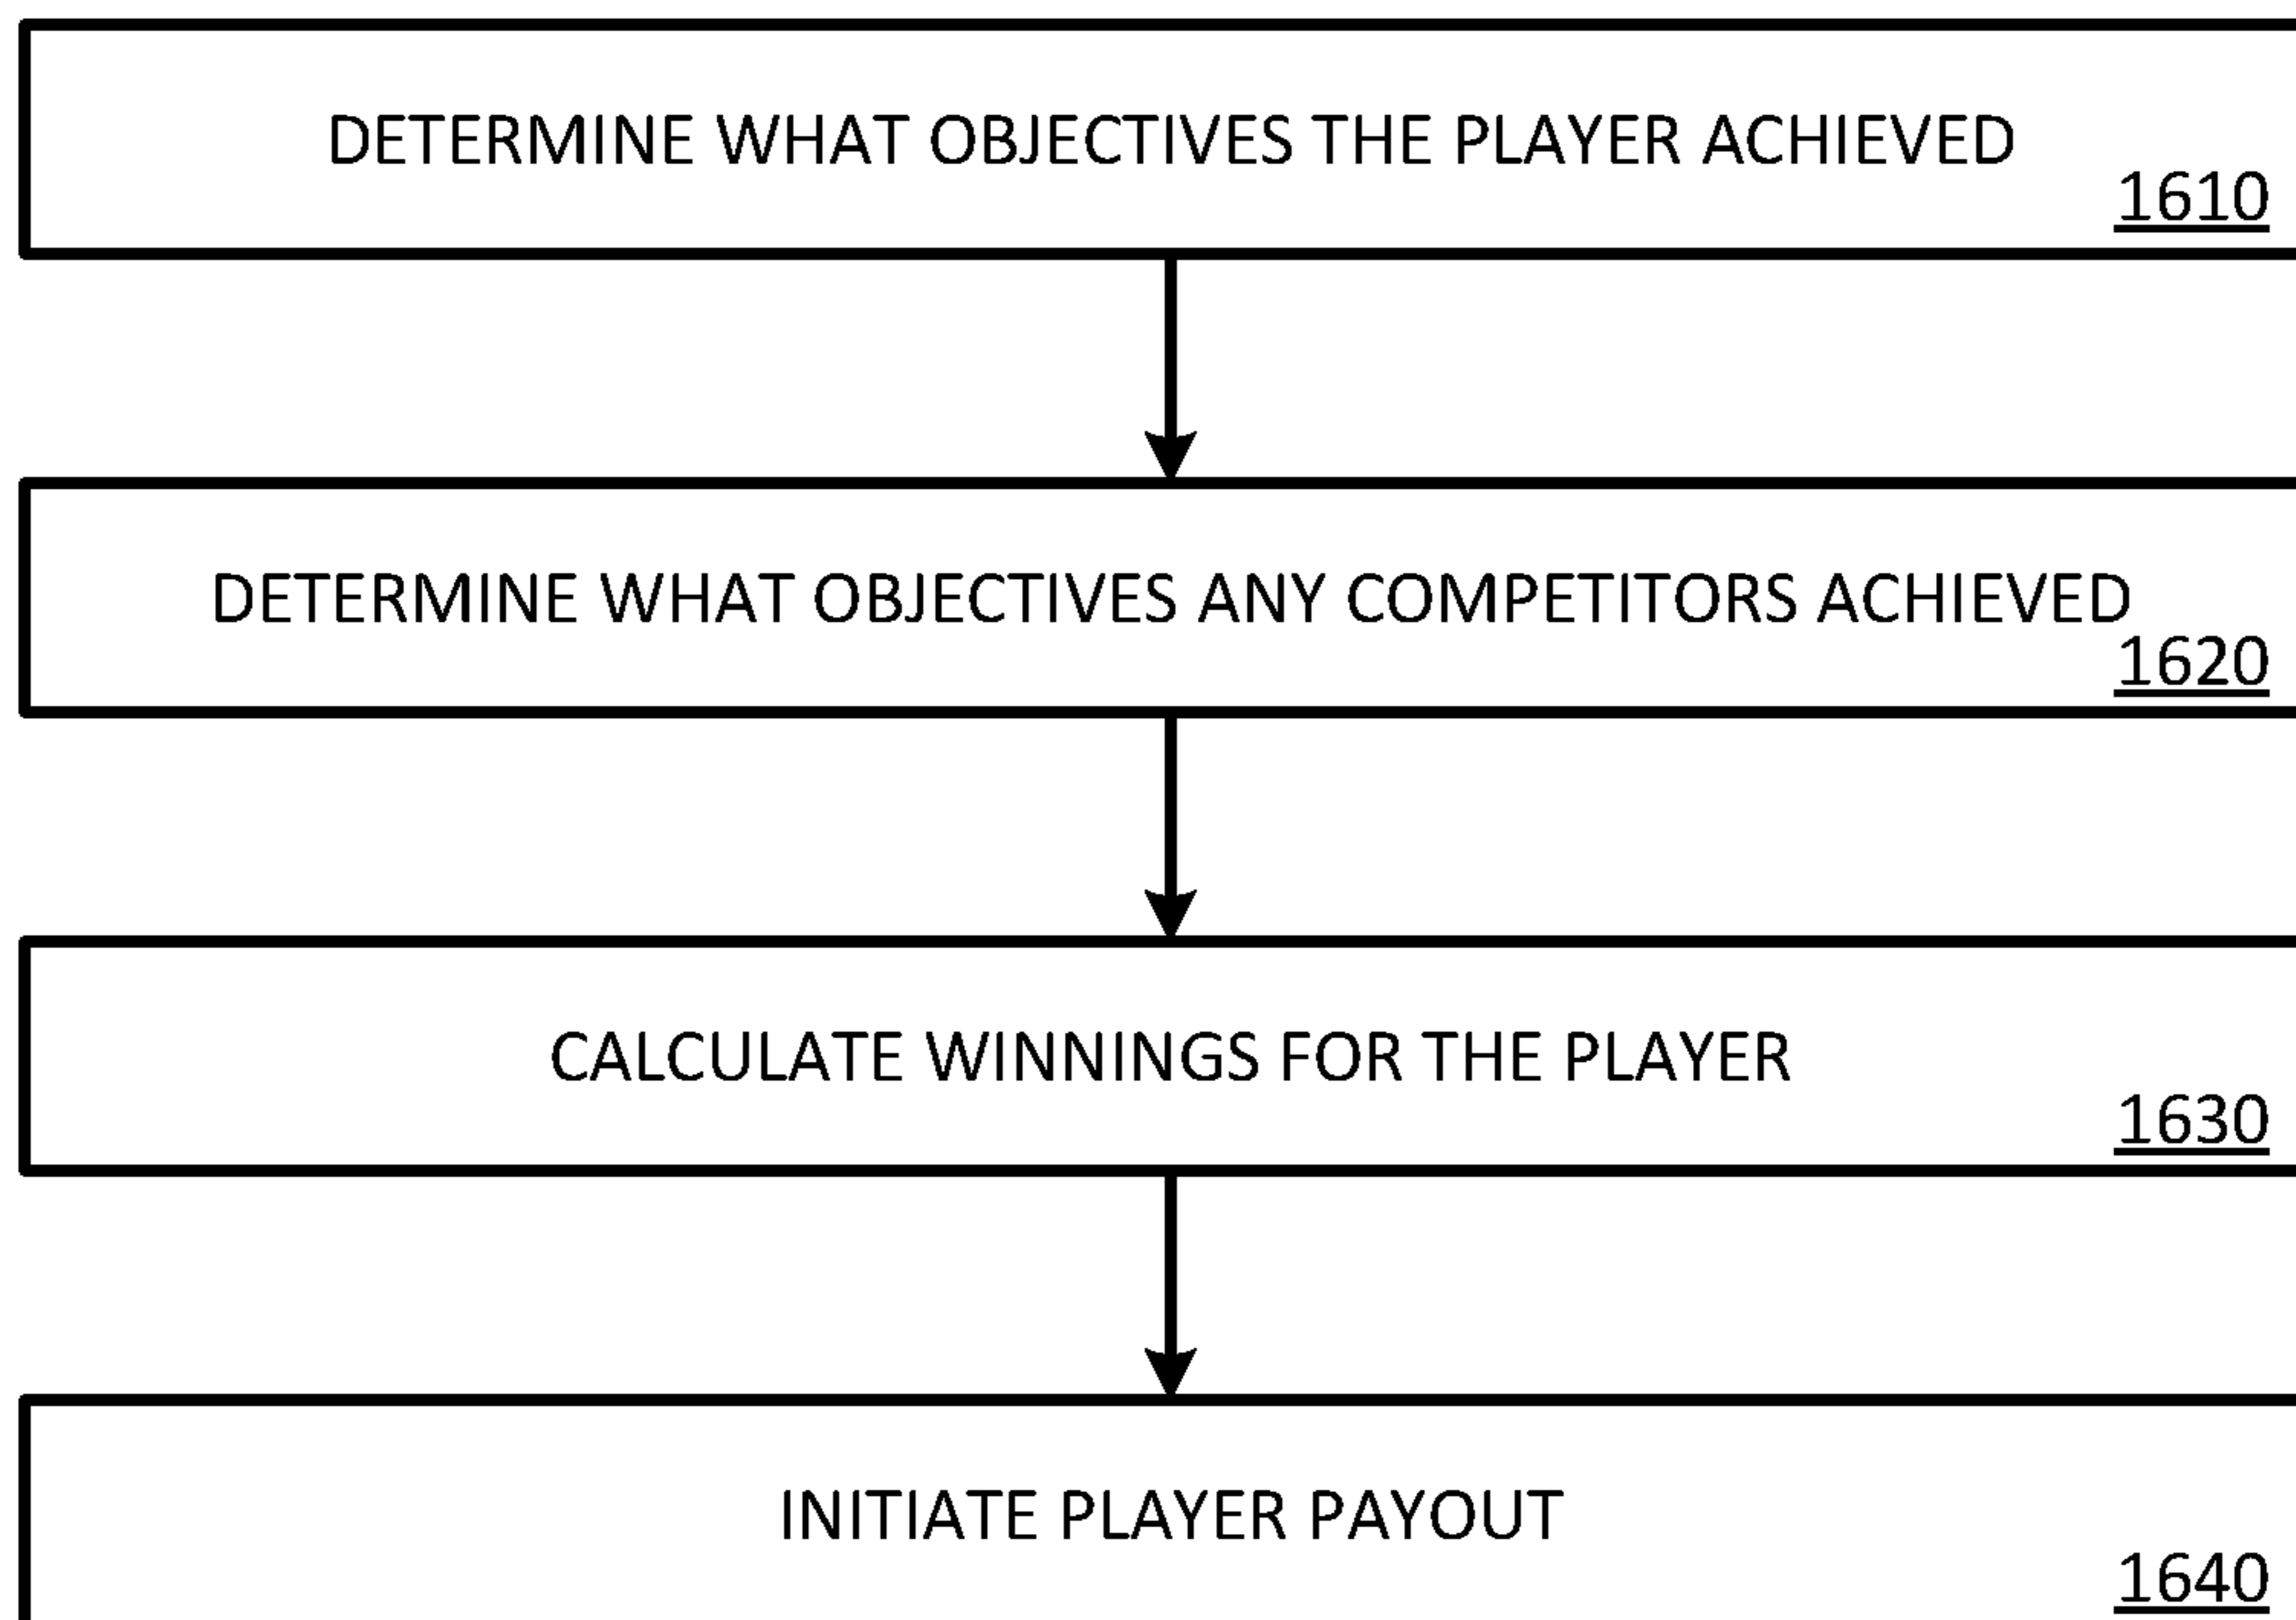 DETERMINE WHAT OBJECTIVES THE PLAYER ACHIEVED
1610
DETERMINE WHAT OBJECTIVES ANY COMPETITORS ACHIEVED
1620
CALCULATE WINNINGS FOR THE PLAYER
1630
INITIATE PLAYER PAYOUT
1640